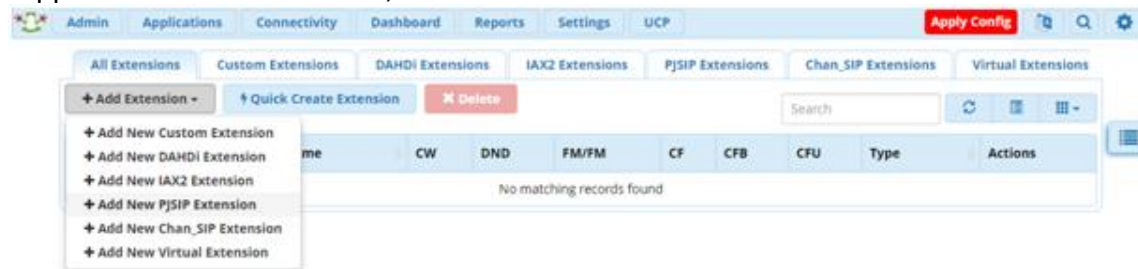 Admin Applications Connectivity Dashboard Reports Settings UCP Apply Config
All Extensions Custom Extensions DAHDi Extensions IAX2 Extensions PJSIP Extensions Chan_SIP Extensions Virtual Extensions
+ Add Extension Quick Create Extension × Delete Search
+ Add New Custom Extension
me CW DND FM/FM CF CFB CFU Type Actions
+ Add New DAHDi Extension
+ Add New IAX2 Extension
No matching records found
+ Add New PJSIP Extension
+ Add New Chan_SIP Extension
+ Add New Virtual Extension